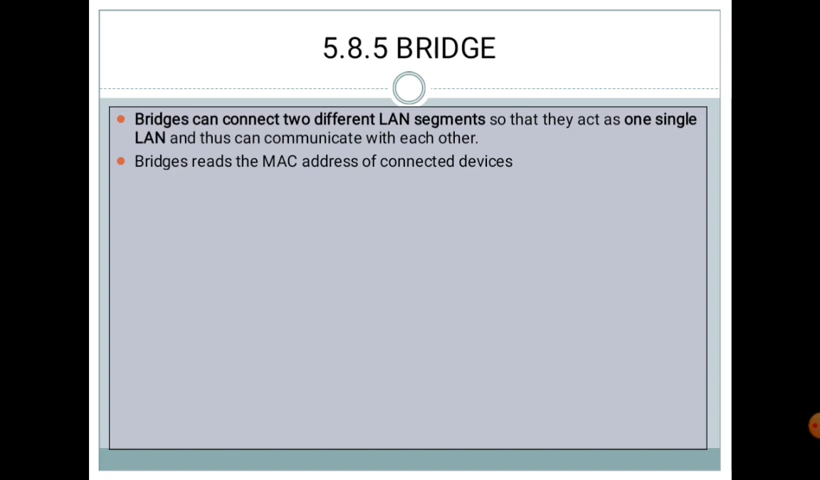 5.8.5 BRIDGE
Bridges can connect two different LAN segments so that they act as one single
LAN and thus can communicate with each other.
Bridges reads the MAC address of connected devices